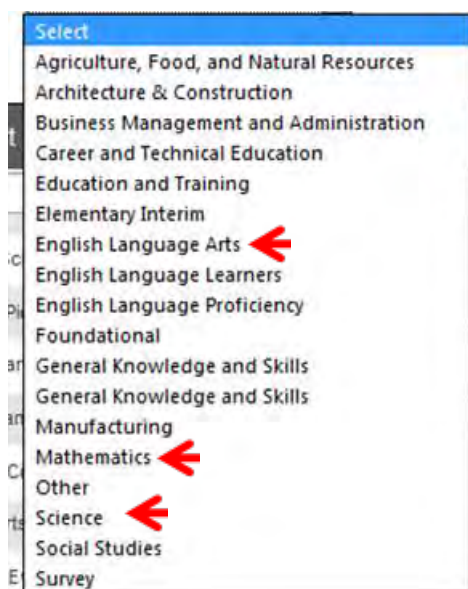 Select
Agriculture, Food, and Natural Resources
Architecture & Construction
Business Management and Administration
Career and Technical Education
Education and Training
Elementary Interim
English Language Arts
English Language Learners
English Language Proficiency
Foundational
General Knowledge and Skills
General Knowledge and Skills
Manufacturing
Mathematics
Other
Science
Social Studies
Survey